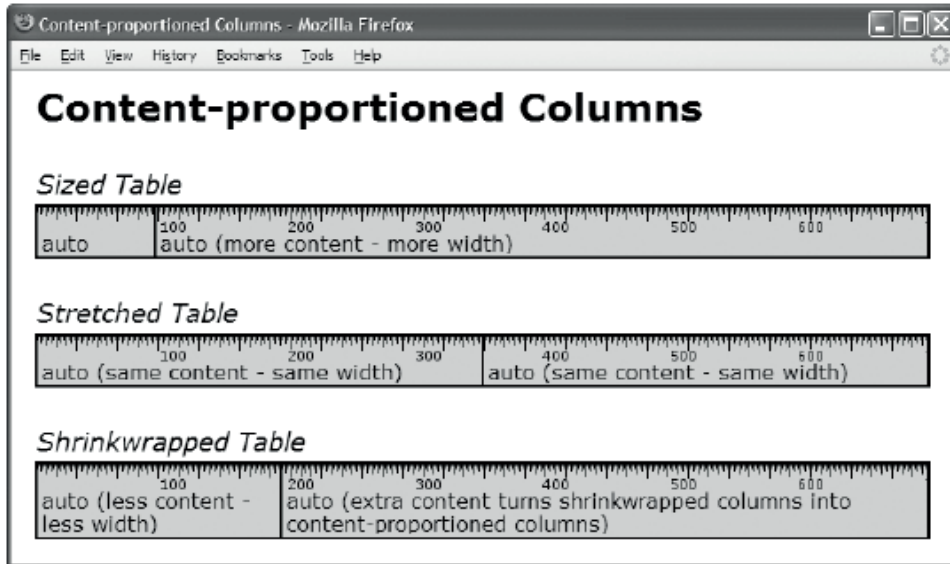 Content-proportioned Columns - Mozilla Firefox
File Edit View History Bookmarks Tools Help
Content-proportioned Columns
Sized Table
100 200 300 400 500 600
auto auto (more content - more width)
Stretched Table
100 200 300 400 500 600
auto (same content - same width) auto (same content - same width)
Shrinkwrapped Table
100 200 300 400 500 600
auto (less content - auto (extra content turns shrinkwrapped columns into
less width) content-proportioned columns)